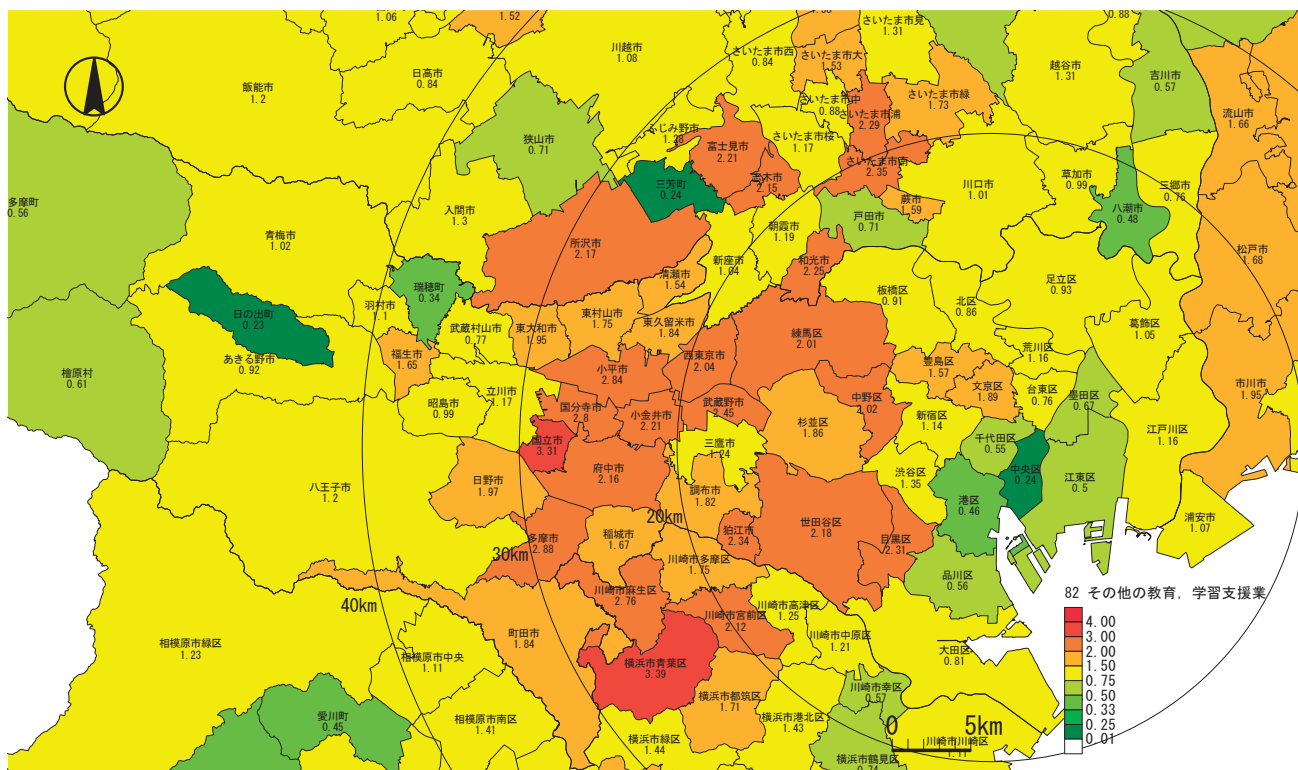 1.06
1.52
1.31
0.88
川越市
1.08
さいたま市西
0.84
さいたま市大
1.53
さいたま市見
越谷市
1.31
吉川市
0.57
飯能市
1.2
日高市
0.84
さいたま市中
0.88
さいたま市緑
1.73
さいたま市浦
2.29
流山市
1.66
狭山市
0.71
ふじみ野市
1.28
富士見市
2.21
さいたま市桜
1.17
さいたま市南
2.35
三芳町
0.24
志木市
2.15
川口市
1.01
草加市
0.99
三郷市
0.76
八潮市
0.48
多摩町
0.56
入間市
1.3
蕨市
1.59
戸田市
0.71
朝霞市
1.19
青梅市
1.02
所沢市
2.17
新座市
1.04
和光市
2.25
松戸市
1.68
清瀬市
1.54
足立区
0.93
瑞穂町
0.34
羽村市
1.1
板橋区
0.91
北区
0.86
日の出町
0.23
武蔵村山市
0.77
東大和市
1.95
東村山市
1.75
東久留米市
1.84
練馬区
2.01
葛飾区
1.05
荒川区
1.16
あきる野市
0.92
福生市
1.65
西東京市
2.04
豊島区
1.57
檜原村
0.61
小平市
2.84
文京区
1.89
台東区
0.76
墨田区
0.67
市川市
1.95
昭島市
0.99
立川市
1.17
国分寺市
2.8
小金井市
2.21
武蔵野市
2.45
中野区
2.02
杉並区
1.86
新宿区
1.14
江戸川区
1.16
国立市
3.31
三鷹市
1.24
千代田区
0.55
中央区
0.24
江東区
0.5
府中市
2.16
渋谷区
1.35
日野市
1.97
八王子市
1.2
調布市
1.82
港区
0.46
浦安市
1.07
20km
世田谷区
2.18
多摩市
2.88
稲城市
1.67
狛江市
2.34
目黒区
2.31
30km
川崎市多摩区
1.75
品川区
0.56
川崎市麻生区
2.76
82 その他の教育，学習支援業
4.00
3.00
2.00
1.50
0.75
0.50
0.33
0.25
0.01
40km
川崎市宮前区
2.12
川崎市高津区
1.25
町田市
1.84
川崎市中原区
1.21
相模原市緑区
1.23
相模原市中央
1.11
大田区
0.81
横浜市青葉区
3.39
川崎市幸区
0.57
愛川町
0.45
横浜市都筑区
1.71
相模原市南区
1.41
横浜市港北区
1.43
0
5km
横浜市緑区
1.44
川崎市川崎区
1.11
横浜市鶴見区
0.74